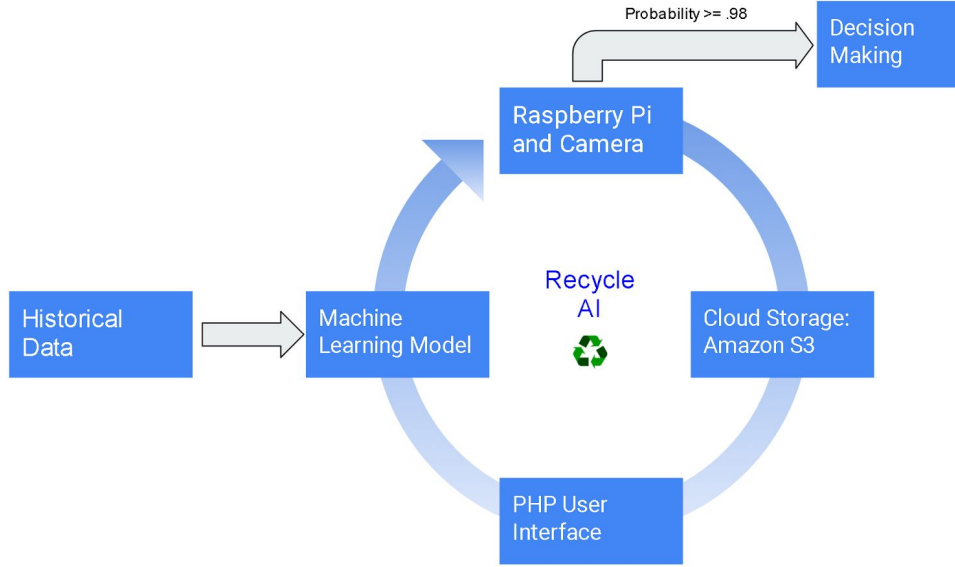 Probability >= .98
Decision
Making
Raspberry Pi
and Camera
Recycle
AI
Historical
Data
Machine
Learning Model
Cloud Storage:
Amazon S3
PHP User
Interface